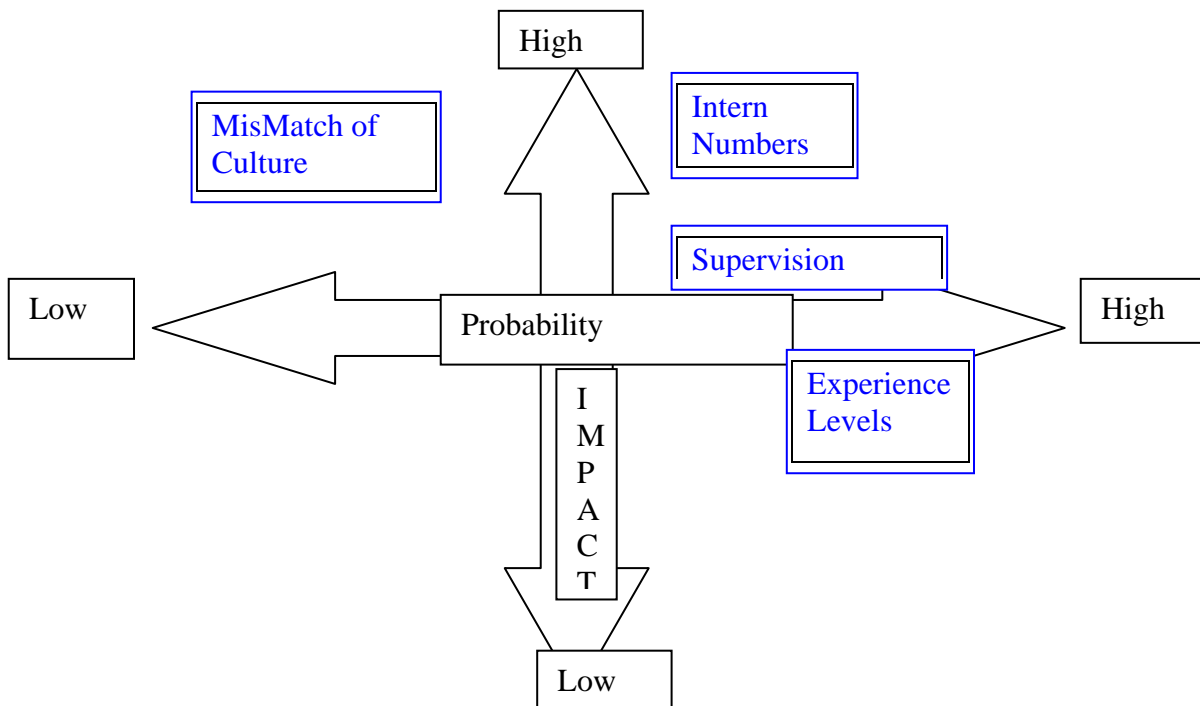 High
MisMatch of
Culture
Intern
Numbers
Supervision
Low
Probability
High
Experience
Levels
I
M
P
A
C
T
Low